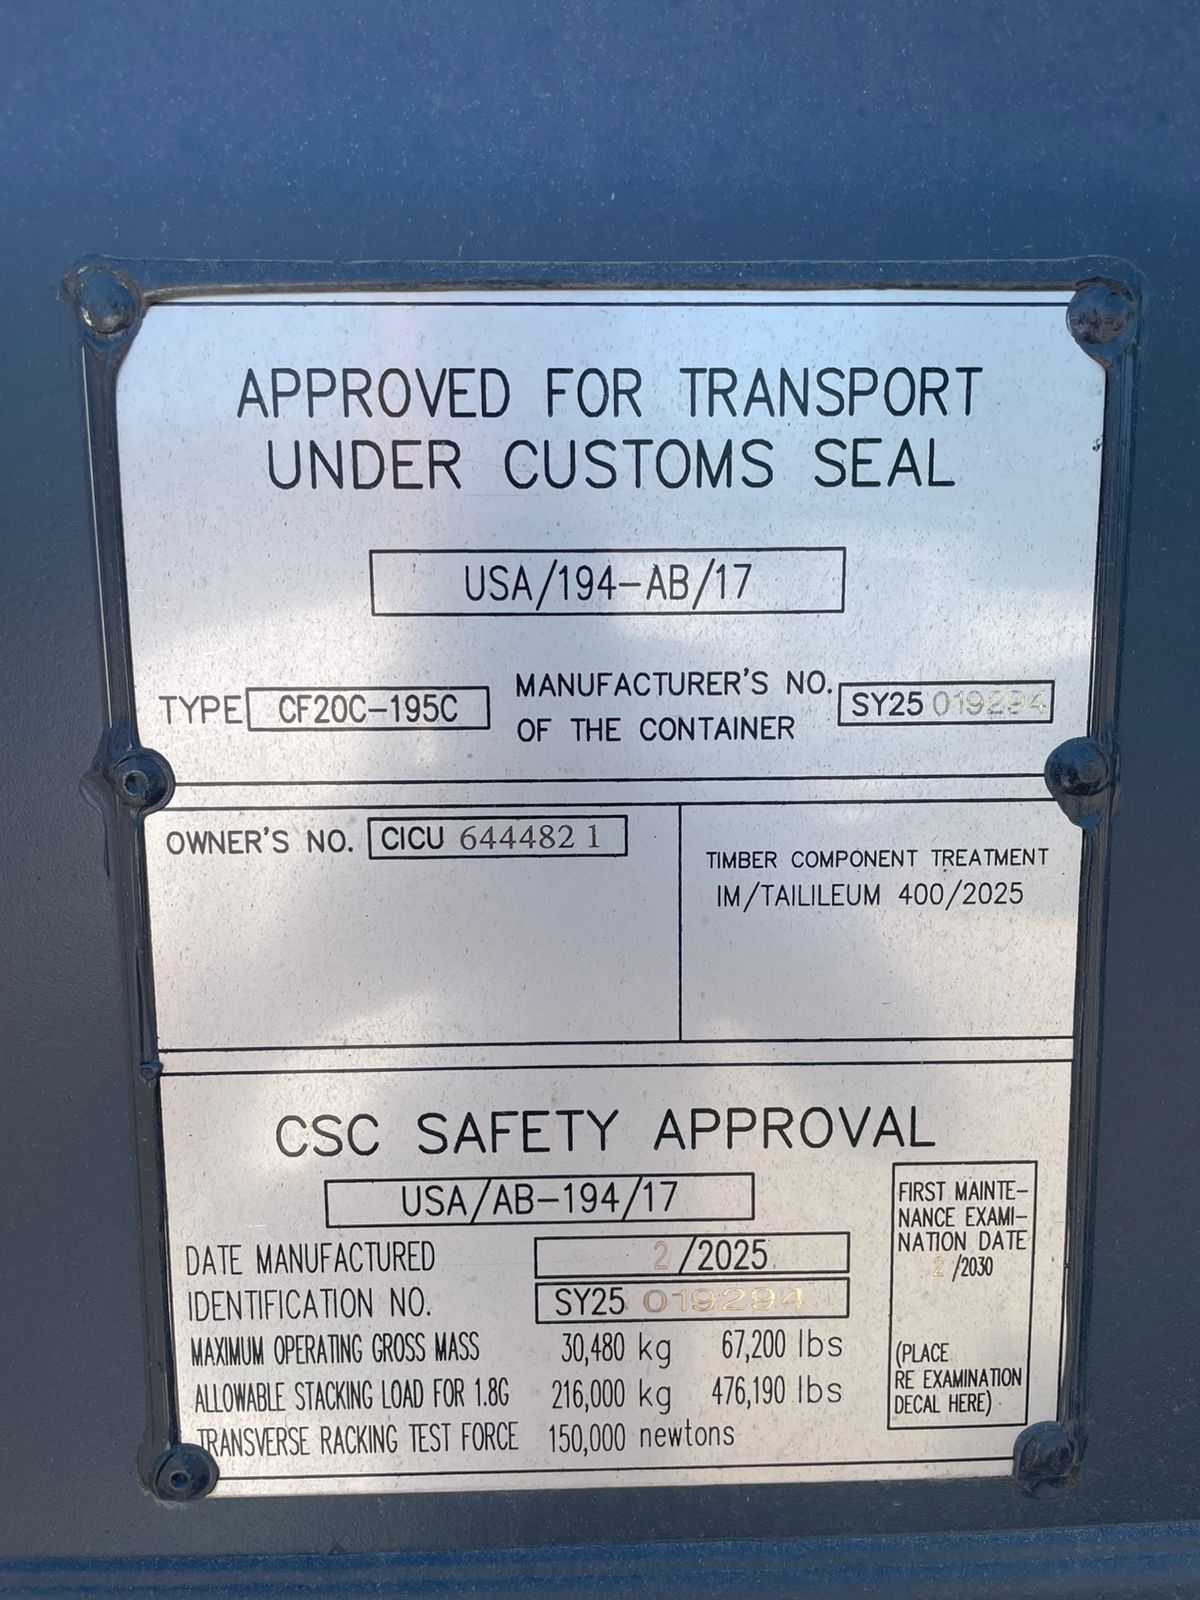 APPROVED FOR TRANSPORT
UNDER CUSTOMS SEAL
USA/194-AB/17
TYPE CF20C-195C
MANUFACTURER'S NO.
OF THE CONTAINER
SY25 019294
OWNER'S NO. CICU 644482 1
TIMBER COMPONENT TREATMENT
IM/TAILILEUM 400/2025
CSC SAFETY APPROVAL
USA/AB-194/17
DATE MANUFACTURED 2/2025
IDENTIFICATION NO. SY25 019294
MAXIMUM OPERATING GROSS MASS 30,480 kg 67,200 lbs
ALLOWABLE STACKING LOAD FOR 1.8G 216,000 kg 476,190 lbs
TRANSVERSE RACKING TEST FORCE 150,000 newtons
FIRST MAINTE-
NANCE EXAMI-
NATION DATE
2/2030
(PLACE
RE EXAMINATION
DECAL HERE)